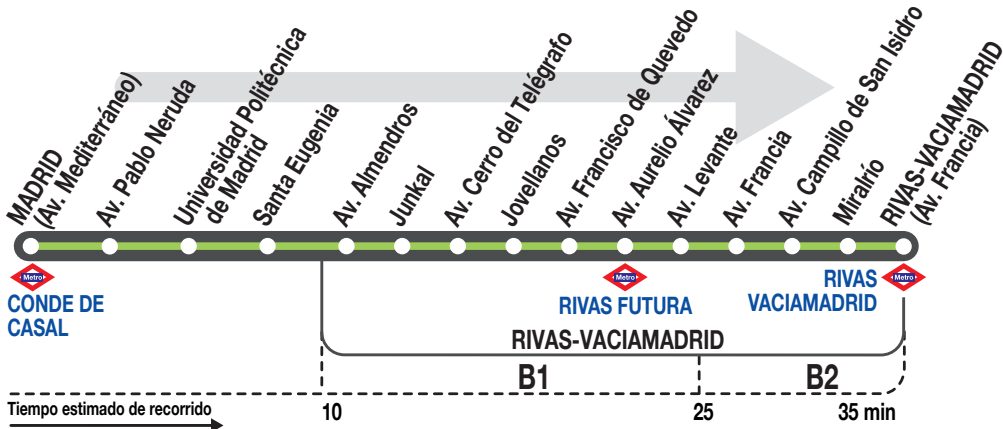 MADRID
(Av. Mediterráneo)
Av. Pablo Neruda
Universidad Politécnica
de Madrid
Santa Eugenia
Av. Almendros
Junkal
Av. Cerro del Telégrafo
Jovellanos
Av. Francisco de Quevedo
Av. Aurelio Álvarez
Av. Levante
Av. Francia
Av. Campillo de San Isidro
Miralrío
RIVAS-VACIAMADRID
(Av. Francia)
Metro
CONDE DE
CASAL
Metro
RIVAS FUTURA
Metro
RIVAS
VACIAMADRID
RIVAS-VACIAMADRID
B1
B2
Tiempo estimado de recorrido
10
25
35 min